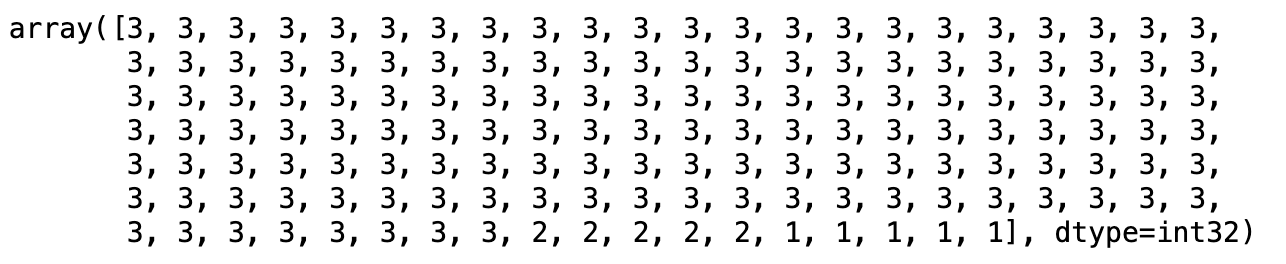 array([3, 3, 3, 3, 3, 3, 3, 3, 3, 3, 3, 3, 3, 3, 3, 3, 3, 3, 3, 3, 3, 3,
3, 3, 3, 3, 3, 3, 3, 3, 3, 3, 3, 3, 3, 3, 3, 3, 3, 3, 3, 3, 3, 3,
3, 3, 3, 3, 3, 3, 3, 3, 3, 3, 3, 3, 3, 3, 3, 3, 3, 3, 3, 3, 3, 3,
3, 3, 3, 3, 3, 3, 3, 3, 3, 3, 3, 3, 3, 3, 3, 3, 3, 3, 3, 3, 3, 3,
3, 3, 3, 3, 3, 3, 3, 3, 3, 3, 3, 3, 3, 3, 3, 3, 3, 3, 3, 3, 3, 3,
3, 3, 3, 3, 3, 3, 3, 3, 3, 3, 3, 3, 3, 3, 3, 3, 3, 3, 3, 3, 3, 3,
3, 3, 3, 3, 3, 3, 3, 3, 2, 2, 2, 2, 2, 1, 1, 1, 1, 1], dtype=int32)